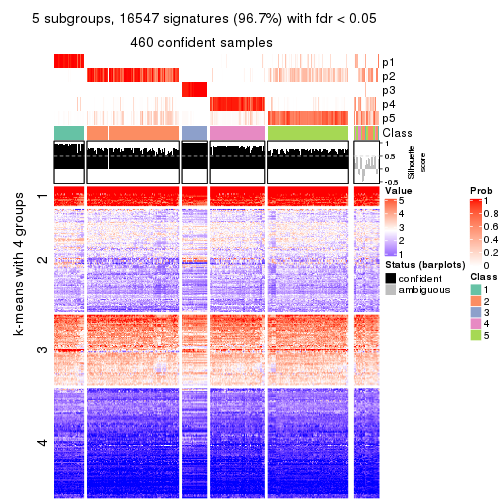 5 subgroups, 16547 signatures (96.7%) with fdr < 0.05
460 confident samples
p1
p2
p3
p4
p5
Class
1
0.5
0
-0.5
Silhouette
score
k-means with 4 groups
1
2
3
4
Value
5
4
3
2
1
Status (barplots)
confident
ambiguous
Prob
1
0.8
0.6
0.4
0.2
0
Class
1
2
3
4
5